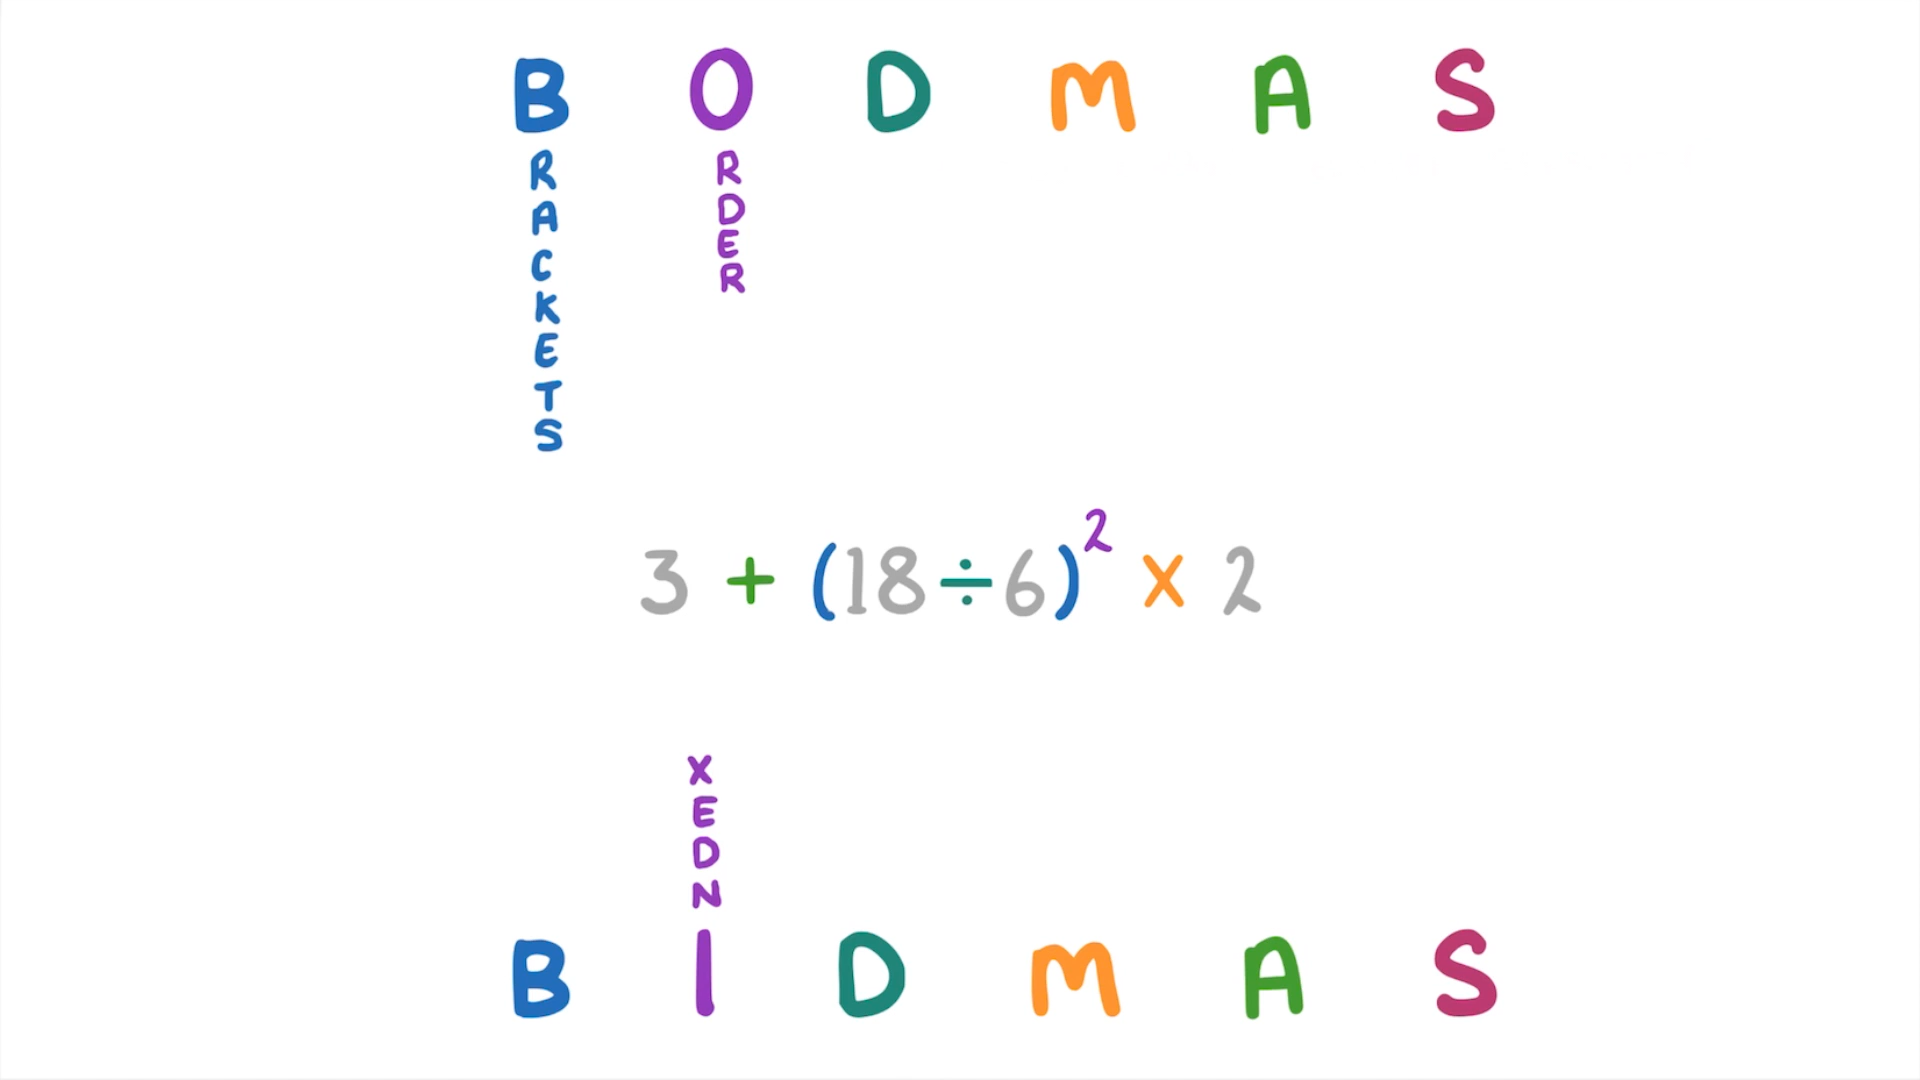 B O D M A S
RACKETS
RDER
3 + (18÷6)² × 2
XEDN
B I D M A S